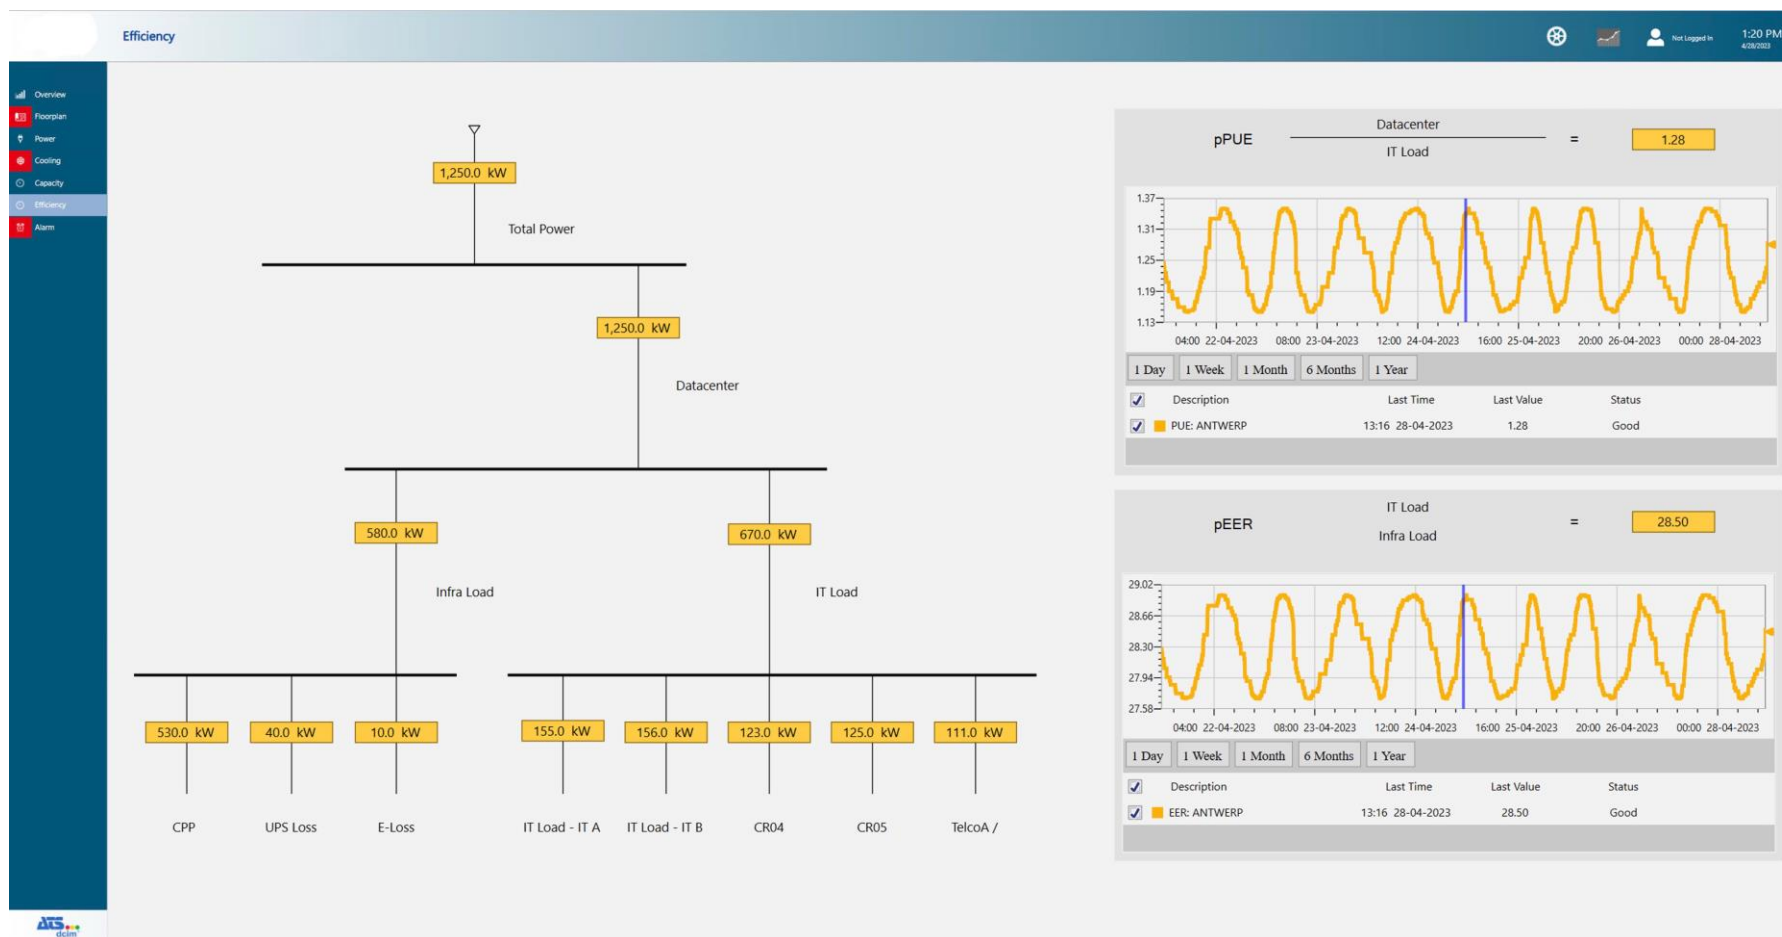 Efficiency
Not Logged In
1:20 PM
4/28/2023
Overview
Floorplan
Power
Cooling
Capacity
Efficiency
Alarm
1,250.0 kW
Total Power
1,250.0 kW
Datacenter
580.0 kW
670.0 kW
Infra Load
IT Load
530.0 kW
40.0 kW
10.0 kW
155.0 kW
156.0 kW
123.0 kW
125.0 kW
111.0 kW
CPP
UPS Loss
E-Loss
IT Load - IT A
IT Load - IT B
CR04
CR05
TelcoA /
pPUE
Datacenter
IT Load
=
1.28
1.37
1.31
1.25
1.19
1.13
04:00 22-04-2023
08:00 23-04-2023
12:00 24-04-2023
16:00 25-04-2023
20:00 26-04-2023
00:00 28-04-2023
1 Day
1 Week
1 Month
6 Months
1 Year
Description Last Time Last Value Status
PUE: ANTWERP 13:16 28-04-2023 1.28 Good
pEER
IT Load
Infra Load
=
28.50
29.02
28.66
28.30
27.94
27.58
04:00 22-04-2023
08:00 23-04-2023
12:00 24-04-2023
16:00 25-04-2023
20:00 26-04-2023
00:00 28-04-2023
1 Day
1 Week
1 Month
6 Months
1 Year
Description Last Time Last Value Status
EER: ANTWERP 13:16 28-04-2023 28.50 Good
ATS
dcim